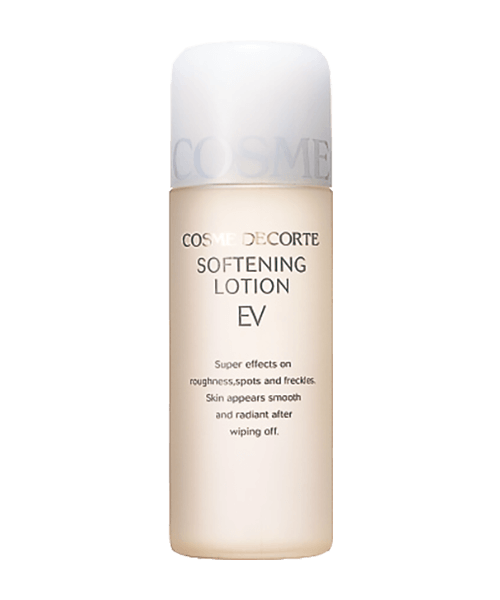 COSME
COSME DECORTE
SOFTENING
LOTION
EV
Super effects on
roughness,spots and freckles.
Skin appears smooth
and radiant after
wiping off.